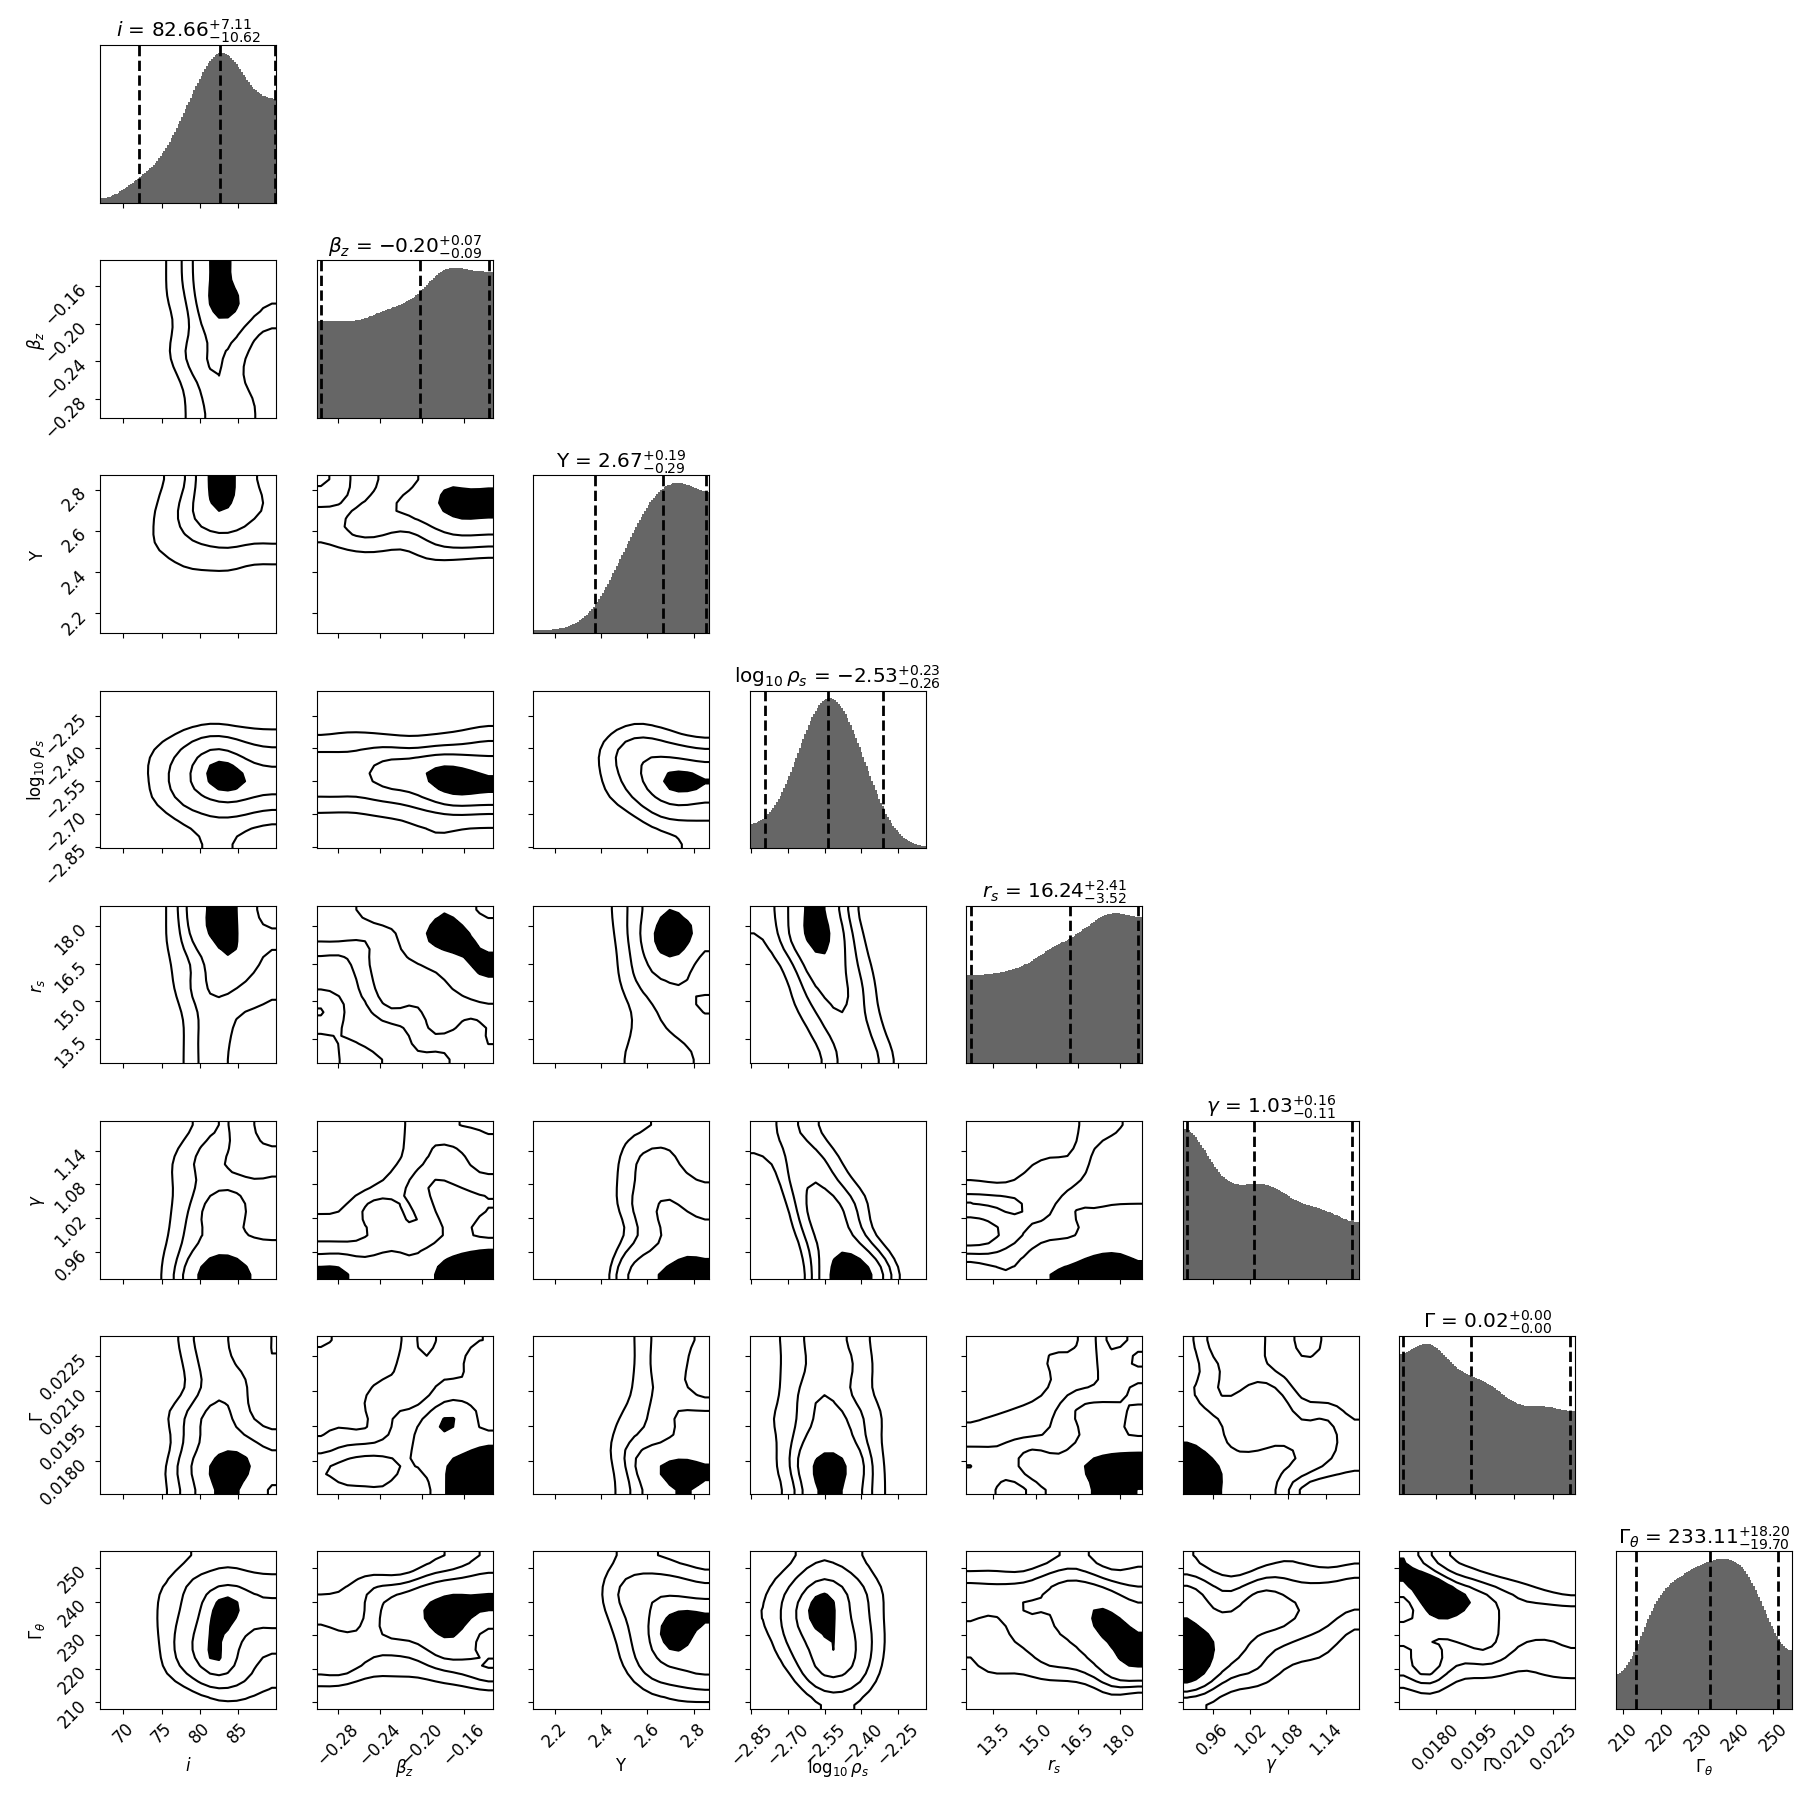 i = 82.66 +7.11 −10.62
−0.16
−0.20
−0.24
−0.28
β_z
β_z = −0.20 +0.07 −0.09
2.8
2.6
2.4
2.2
Υ
Υ = 2.67 +0.19 −0.29
−2.25
−2.40
−2.55
−2.70
−2.85
log₁₀ ρ_s
log₁₀ ρ_s = −2.53 +0.23 −0.26
18.0
16.5
15.0
13.5
r_s
r_s = 16.24 +2.41 −3.52
1.14
1.08
1.02
0.96
γ
γ = 1.03 +0.16 −0.11
0.0225
0.0210
0.0195
0.0180
Γ
Γ = 0.02 +0.00 −0.00
250
240
230
220
210
Γ_θ
Γ_θ = 233.11 +18.20 −19.70
70 75 80 85
i
−0.28 −0.24 −0.20 −0.16
β_z
2.2 2.4 2.6 2.8
Υ
−2.85 −2.70 −2.55 −2.40 −2.25
log₁₀ ρ_s
13.5 15.0 16.5 18.0
r_s
0.96 1.02 1.08 1.14
γ
0.0180 0.0195 0.0210 0.0225
Γ
210 220 230 240 250
Γ_θ